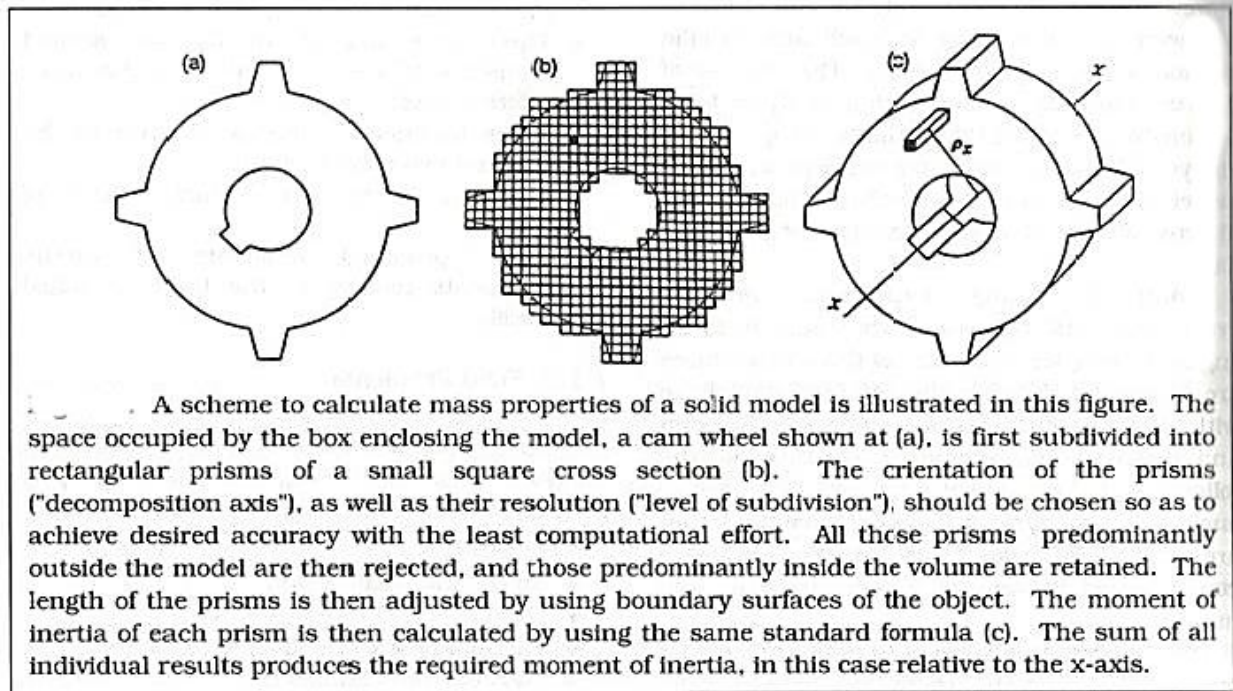 (a)
(b)
(c)
x
ρx
x
A scheme to calculate mass properties of a solid model is illustrated in this figure. The
space occupied by the box enclosing the model, a cam wheel shown at (a), is first subdivided into
rectangular prisms of a small square cross section (b). The orientation of the prisms
("decomposition axis"), as well as their resolution ("level of subdivision"), should be chosen so as to
achieve desired accuracy with the least computational effort. All these prisms predominantly
outside the model are then rejected, and those predominantly inside the volume are retained. The
length of the prisms is then adjusted by using boundary surfaces of the object. The moment of
inertia of each prism is then calculated by using the same standard formula (c). The sum of all
individual results produces the required moment of inertia, in this case relative to the x-axis.